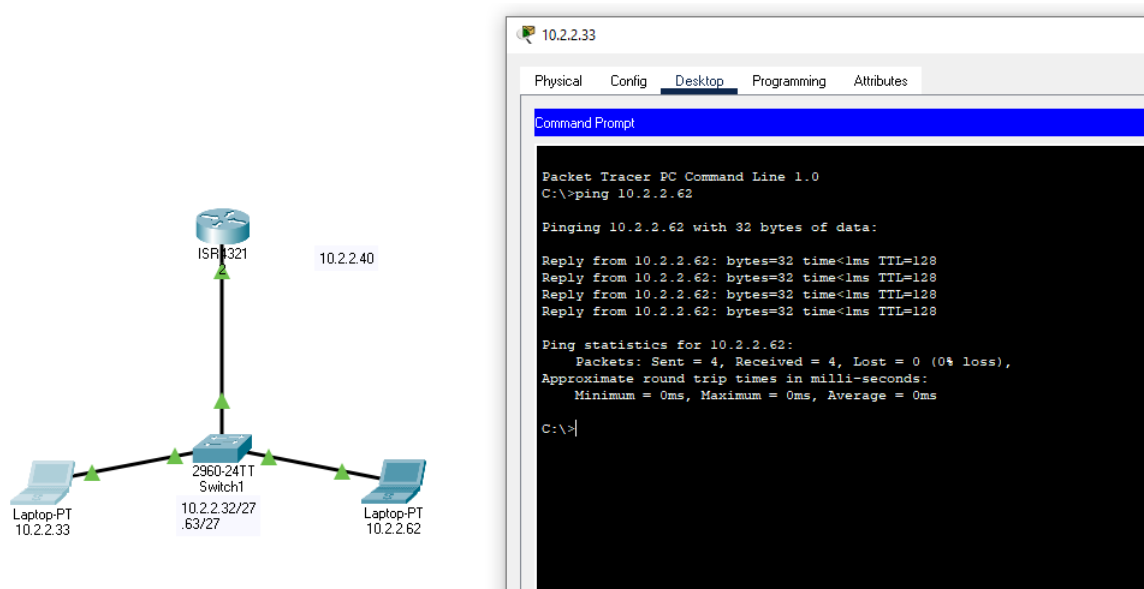 ISR4321
2
10.2.2.40
2960-24TT
Switch1
10.2.2.32/27
.63/27
Laptop-PT
10.2.2.33
Laptop-PT
10.2.2.62
10.2.2.33
Physical Config Desktop Programming Attributes
Command Prompt
Packet Tracer PC Command Line 1.0
C:\>ping 10.2.2.62
Pinging 10.2.2.62 with 32 bytes of data:
Reply from 10.2.2.62: bytes=32 time<1ms TTL=128
Reply from 10.2.2.62: bytes=32 time<1ms TTL=128
Reply from 10.2.2.62: bytes=32 time<1ms TTL=128
Reply from 10.2.2.62: bytes=32 time<1ms TTL=128
Ping statistics for 10.2.2.62:
Packets: Sent = 4, Received = 4, Lost = 0 (0% loss),
Approximate round trip times in milli-seconds:
Minimum = 0ms, Maximum = 0ms, Average = 0ms
C:\>